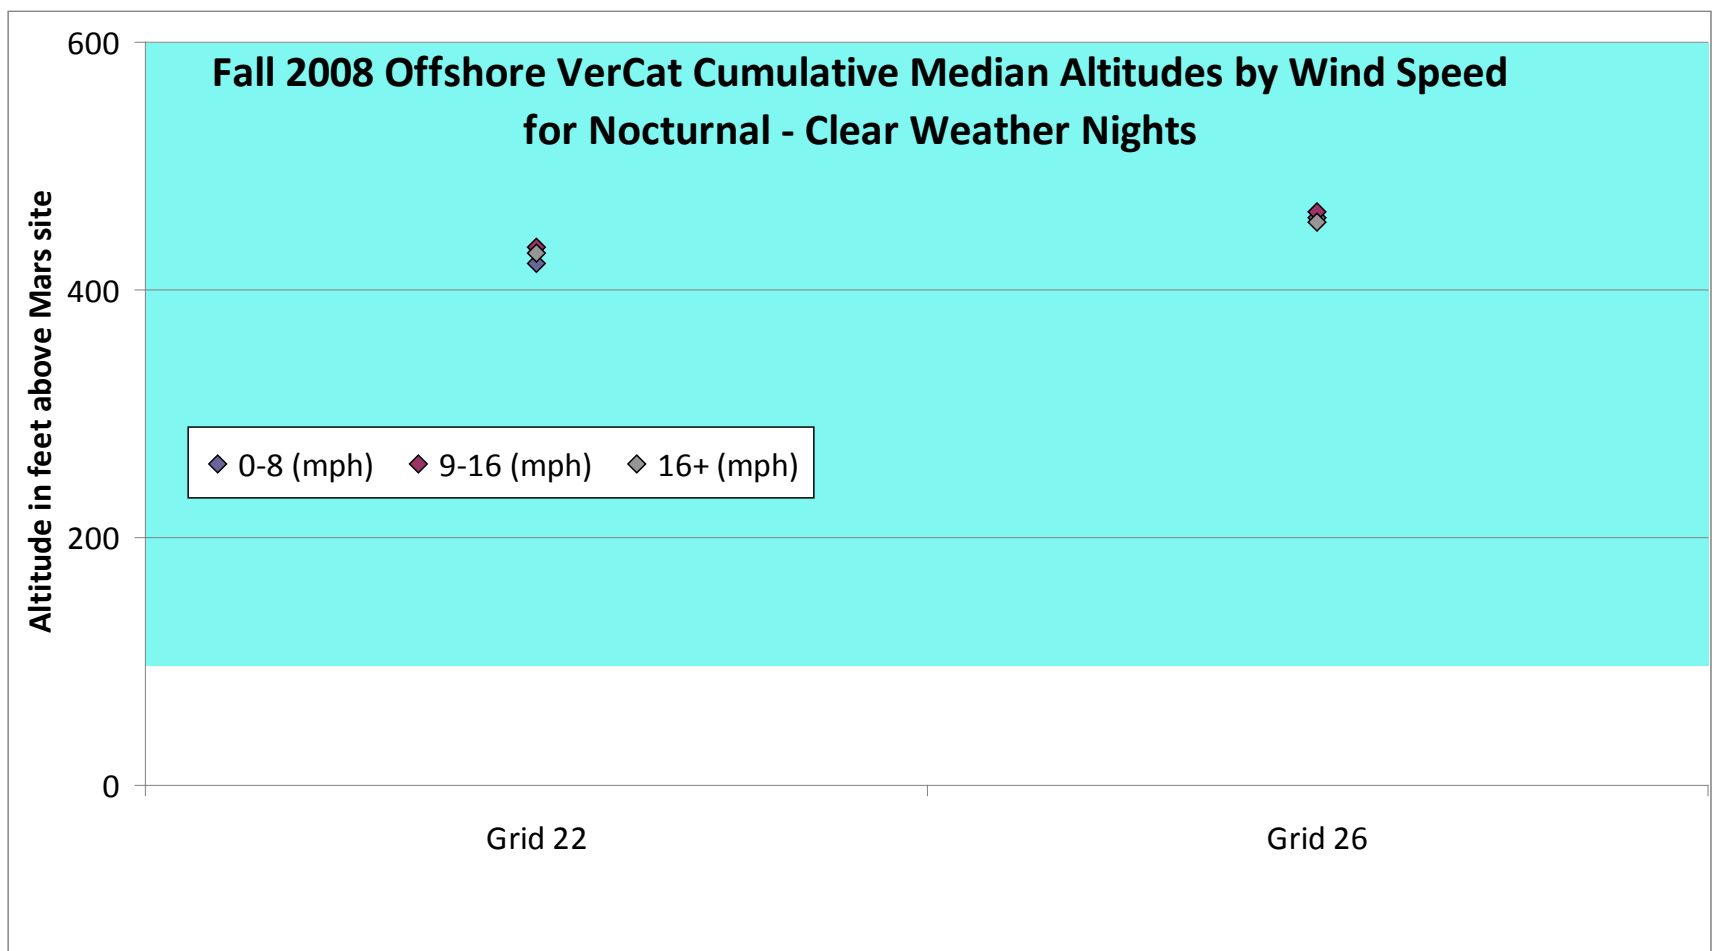 Fall 2008 Offshore VerCat Cumulative Median Altitudes by Wind Speed
for Nocturnal - Clear Weather Nights
Altitude in feet above Mars site
600
400
200
0
0-8 (mph) 9-16 (mph) 16+ (mph)
Grid 22 Grid 26